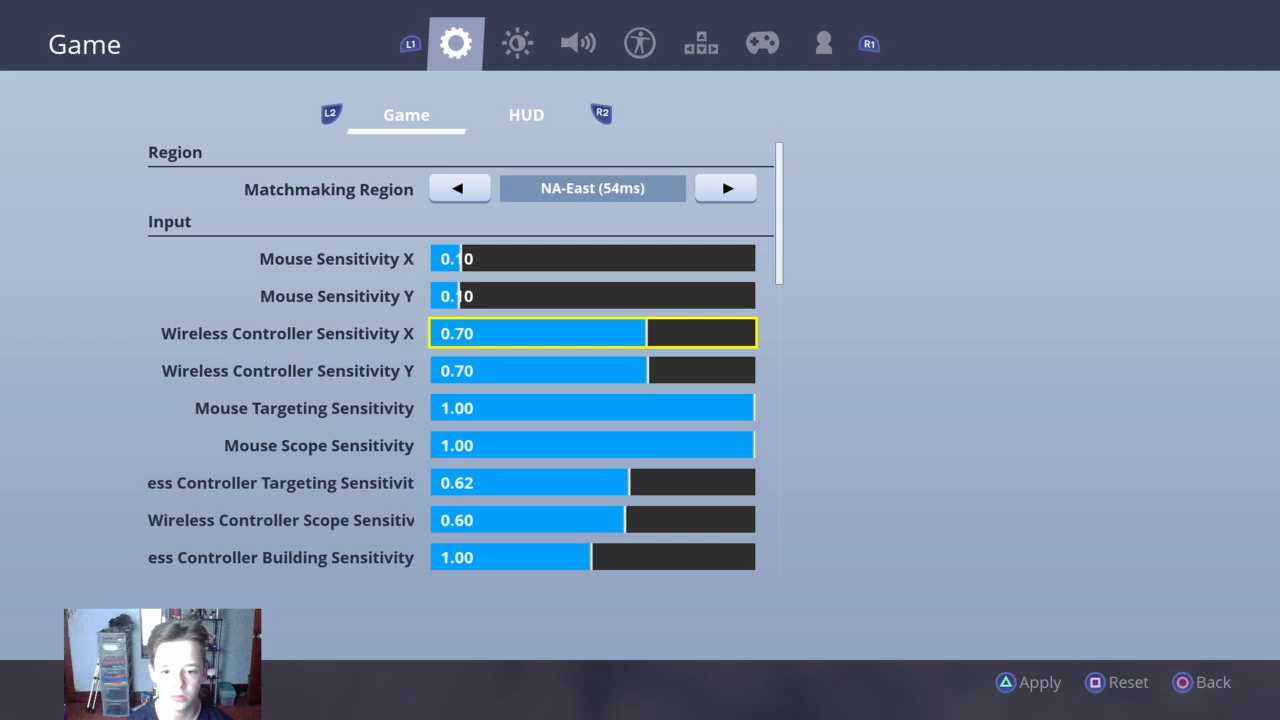 Game
L1
R1
L2
Game
HUD
R2
Region
Matchmaking Region
NA-East (54ms)
Input
Mouse Sensitivity X
0.10
Mouse Sensitivity Y
0.10
Wireless Controller Sensitivity X
0.70
Wireless Controller Sensitivity Y
0.70
Mouse Targeting Sensitivity
1.00
Mouse Scope Sensitivity
1.00
ess Controller Targeting Sensitivit
0.62
Wireless Controller Scope Sensitiv
0.60
ess Controller Building Sensitivity
1.00
Apply
Reset
Back